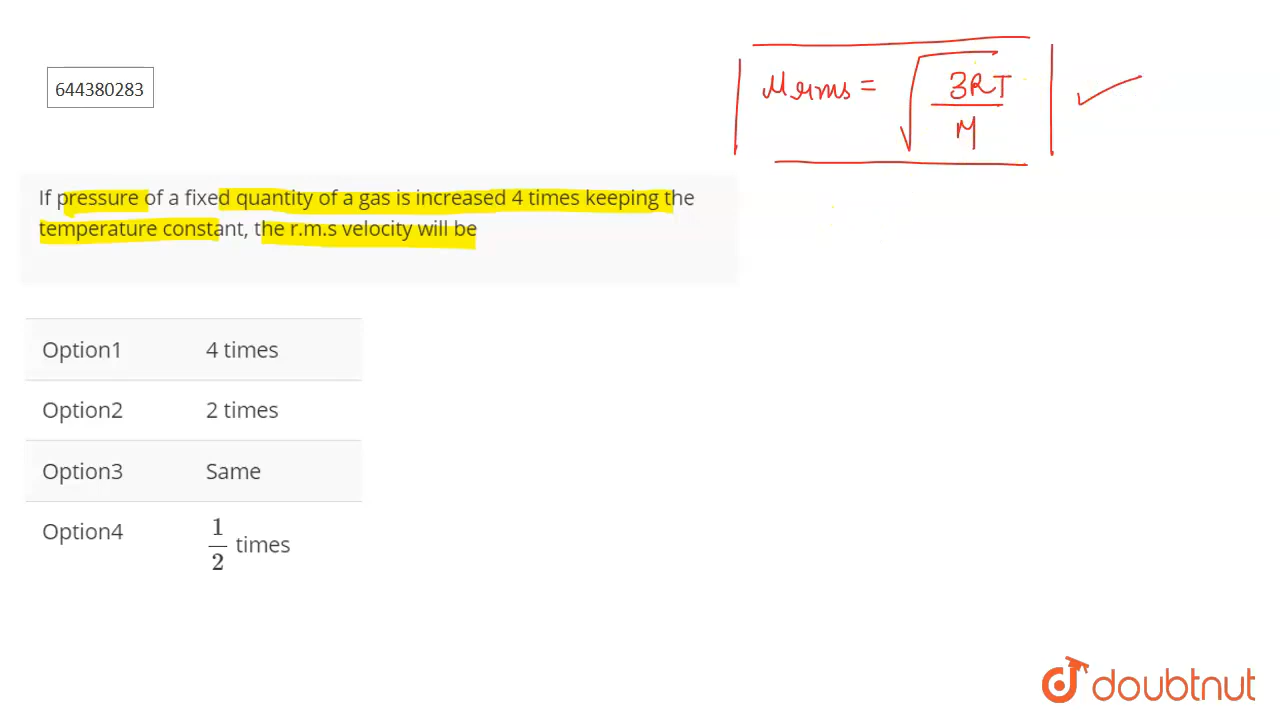 644380283
μrms = √(3RT/M)
If pressure of a fixed quantity of a gas is increased 4 times keeping the
temperature constant, the r.m.s velocity will be
Option1 4 times
Option2 2 times
Option3 Same
Option4 1/2 times
doubtnut